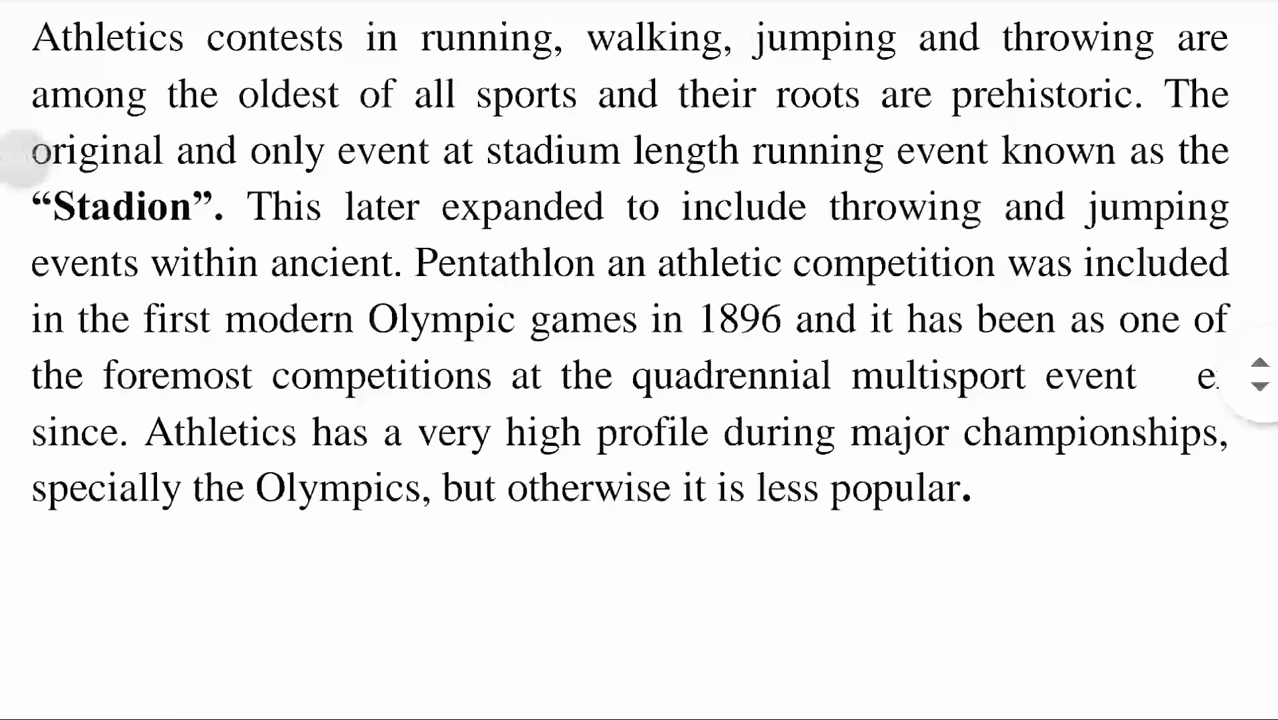 Athletics contests in running, walking, jumping and throwing are
among the oldest of all sports and their roots are prehistoric. The
original and only event at stadium length running event known as the
“Stadion”. This later expanded to include throwing and jumping
events within ancient. Pentathlon an athletic competition was included
in the first modern Olympic games in 1896 and it has been as one of
the foremost competitions at the quadrennial multisport event
since. Athletics has a very high profile during major championships,
specially the Olympics, but otherwise it is less popular.